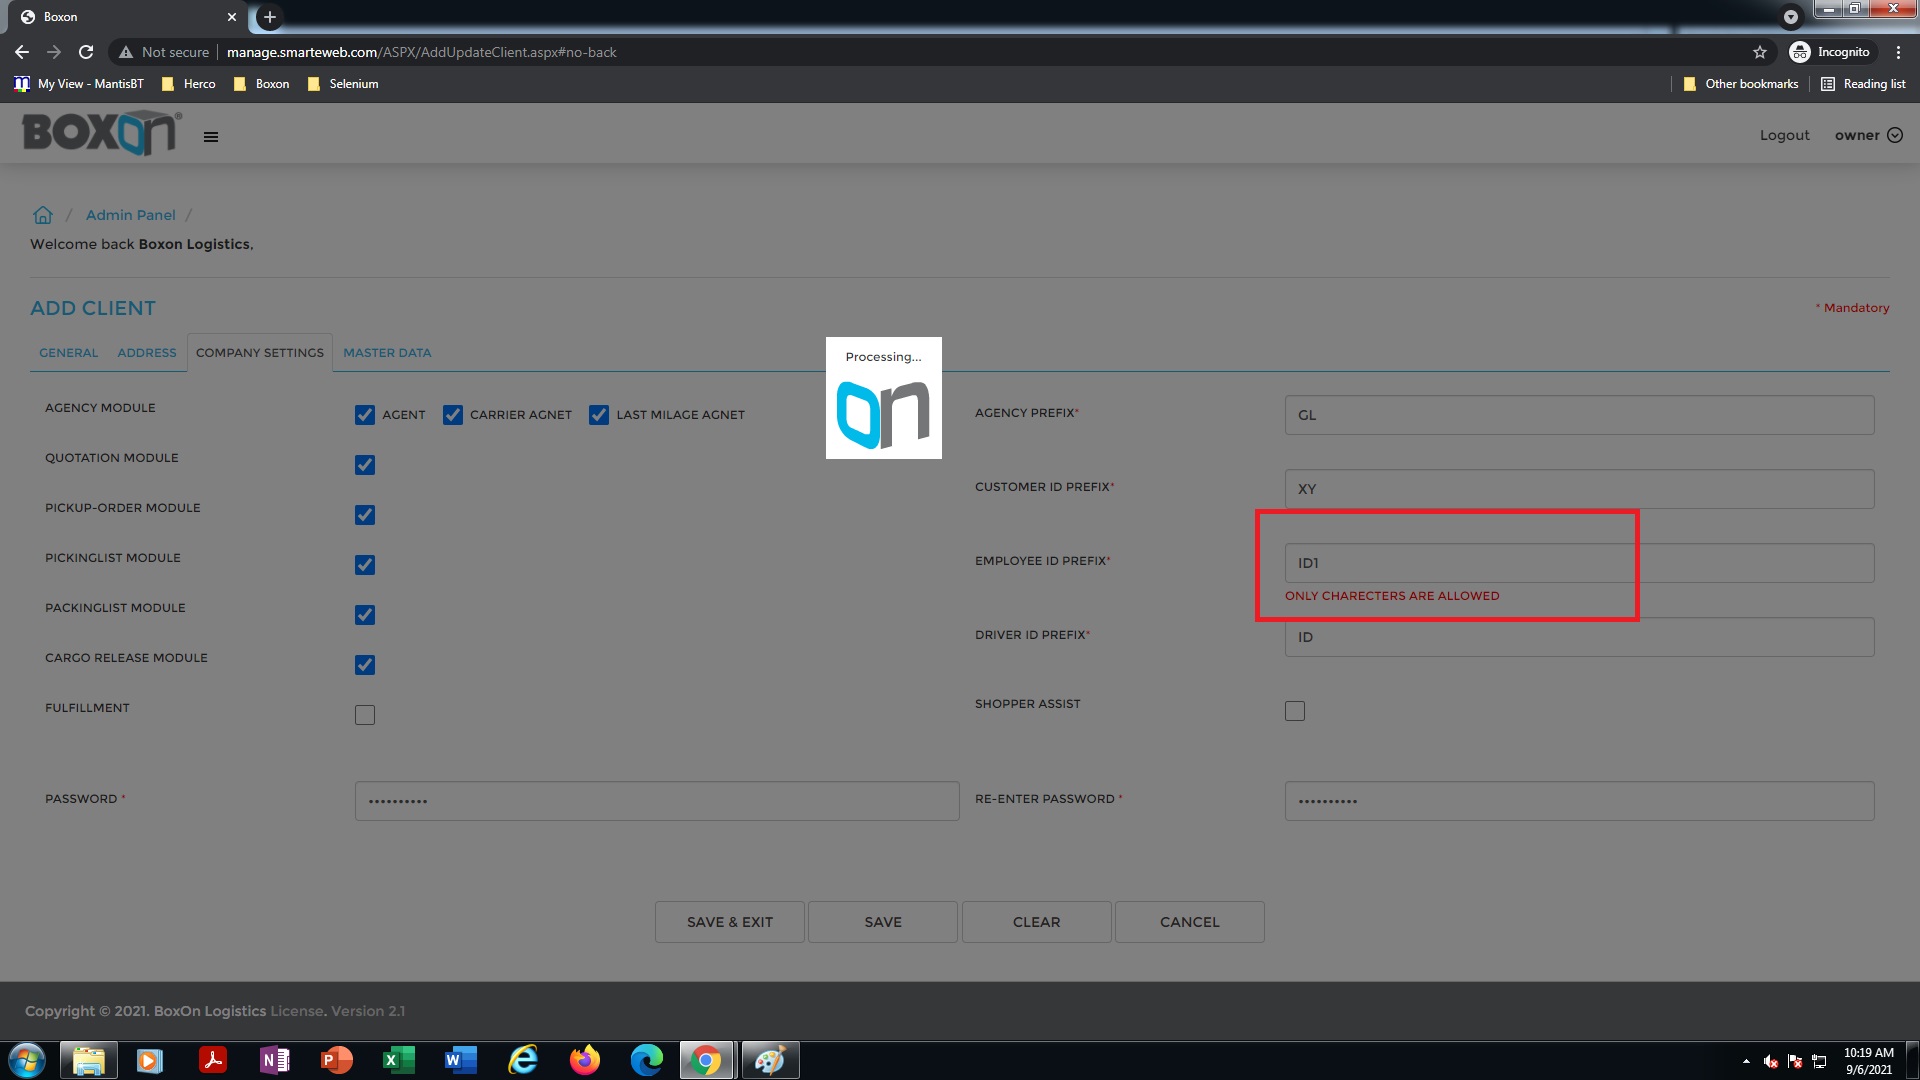 Boxon
Not secure manage.smarteweb.com/ASPX/AddUpdateClient.aspx#no-back Incognito
My View - MantisBT Herco Boxon Selenium Other bookmarks Reading list
BOXon® Logout owner
/ Admin Panel /
Welcome back Boxon Logistics,
ADD CLIENT * Mandatory
GENERAL ADDRESS COMPANY SETTINGS MASTER DATA
Processing...
on
AGENCY MODULE AGENT CARRIER AGNET LAST MILAGE AGNET AGENCY PREFIX* GL
QUOTATION MODULE
CUSTOMER ID PREFIX* XY
PICKUP-ORDER MODULE
PICKINGLIST MODULE
EMPLOYEE ID PREFIX* ID1
ONLY CHARECTERS ARE ALLOWED
PACKINGLIST MODULE
DRIVER ID PREFIX* ID
CARGO RELEASE MODULE
FULFILLMENT SHOPPER ASSIST
PASSWORD * •••••••••• RE-ENTER PASSWORD * ••••••••••
SAVE & EXIT SAVE CLEAR CANCEL
Copyright © 2021. BoxOn Logistics License. Version 2.1
10:19 AM
9/6/2021